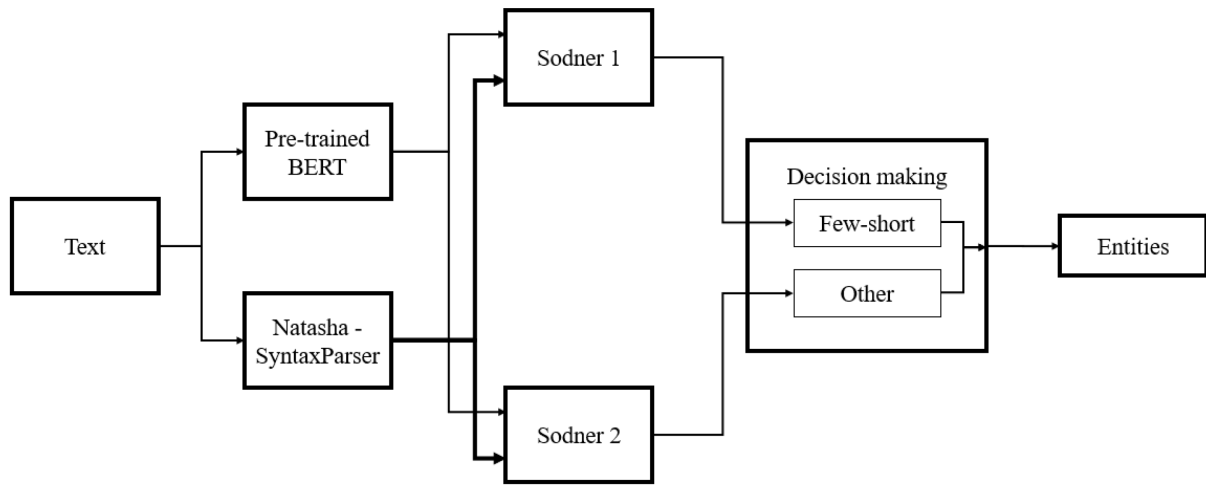 Text
Pre-trained
BERT
Natasha -
SyntaxParser
Sodner 1
Sodner 2
Decision making
Few-short
Other
Entities